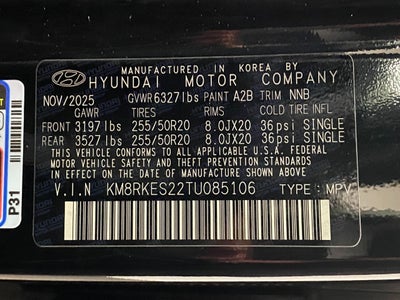 MANUFACTURED IN KOREA BY
HYUNDAI MOTOR COMPANY
NOV/2025 GVWR 6327lbs PAINT A2B TRIM NNB
GAWR TIRES RIMS COLD TIRE INFL
FRONT 3197lbs 255/50R20 8.0JX20 36psi SINGLE
REAR 3527lbs 255/50R20 8.0JX20 36psi SINGLE
THIS VEHICLE CONFORMS TO ALL APPLICABLE U.S.A. FEDERAL
MOTOR VEHICLE SAFETY AND THEFT PREVENTION STANDARDS IN
EFFECT ON THE DATE OF MANUFACTURE SHOWN ABOVE.
V.I.N KM8RKES22TU085106 TYPE: MPV
P31